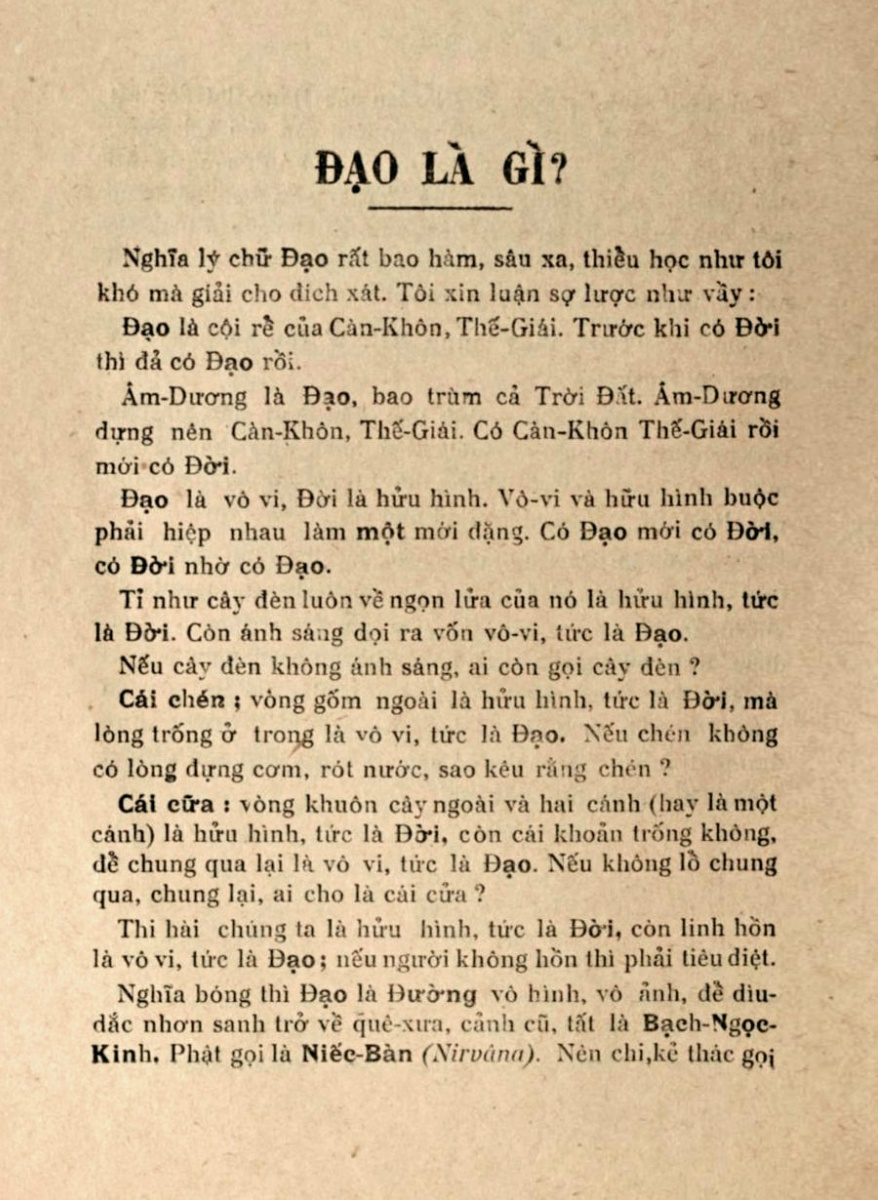 ĐẠO LÀ GÌ?
Nghĩa lý chữ Đạo rất bao hàm, sâu xa, thiều học như tôi
khó mà giải cho đích xát. Tôi xin luận sợ lược như vầy :
Đạo là cội rể của Càn-Khôn, Thế-Giái. Trước khi có Đời
thì đả có Đạo rồi.
Âm-Dương là Đạo, bao trùm cả Trời Đất. Âm-Dương
dựng nên Càn-Khôn, Thế-Giái. Có Càn-Khôn Thế-Giái rồi
mới có Đời.
Đạo là vô vi, Đời là hửu hình. Vô-vi và hữu hình buộc
phải hiệp nhau làm một mới đặng. Có Đạo mới có Đời,
có Đời nhờ có Đạo.
Tỉ như cây đèn luôn về ngọn lửa của nó là hửu hình, tức
là Đời. Còn ánh sáng dọi ra vốn vô-vi, tức là Đạo.
Nếu cây đèn không ánh sáng, ai còn gọi cây đèn ?
Cái chén ; vòng gốm ngoài là hửu hình, tức là Đời, mà
lòng trống ở trong là vô vi, tức là Đạo. Nếu chén không
có lòng đựng cơm, rót nước, sao kêu rằng chén ?
Cái cữa : vòng khuôn cây ngoài và hai cánh (hay là một
cánh) là hửu hình, tức là Đời, còn cái khoản trống không,
để chung qua lại là vô vi, tức là Đạo. Nếu không lồ chung
qua, chung lại, ai cho là cái cửa ?
Thi hài chúng ta là hửu hình, tức là Đời, còn linh hồn
là vô vi, tức là Đạo; nếu người không hồn thì phải tiêu diệt.
Nghĩa bóng thì Đạo là Đường vô hình, vô ảnh, để dìu-
dắc nhơn sanh trở về quê-xưa, cảnh cũ, tất là Bạch-Ngọc-
Kinh. Phật gọi là Niếc-Bàn (Nirvâna). Nên chi,kẻ thác gọi